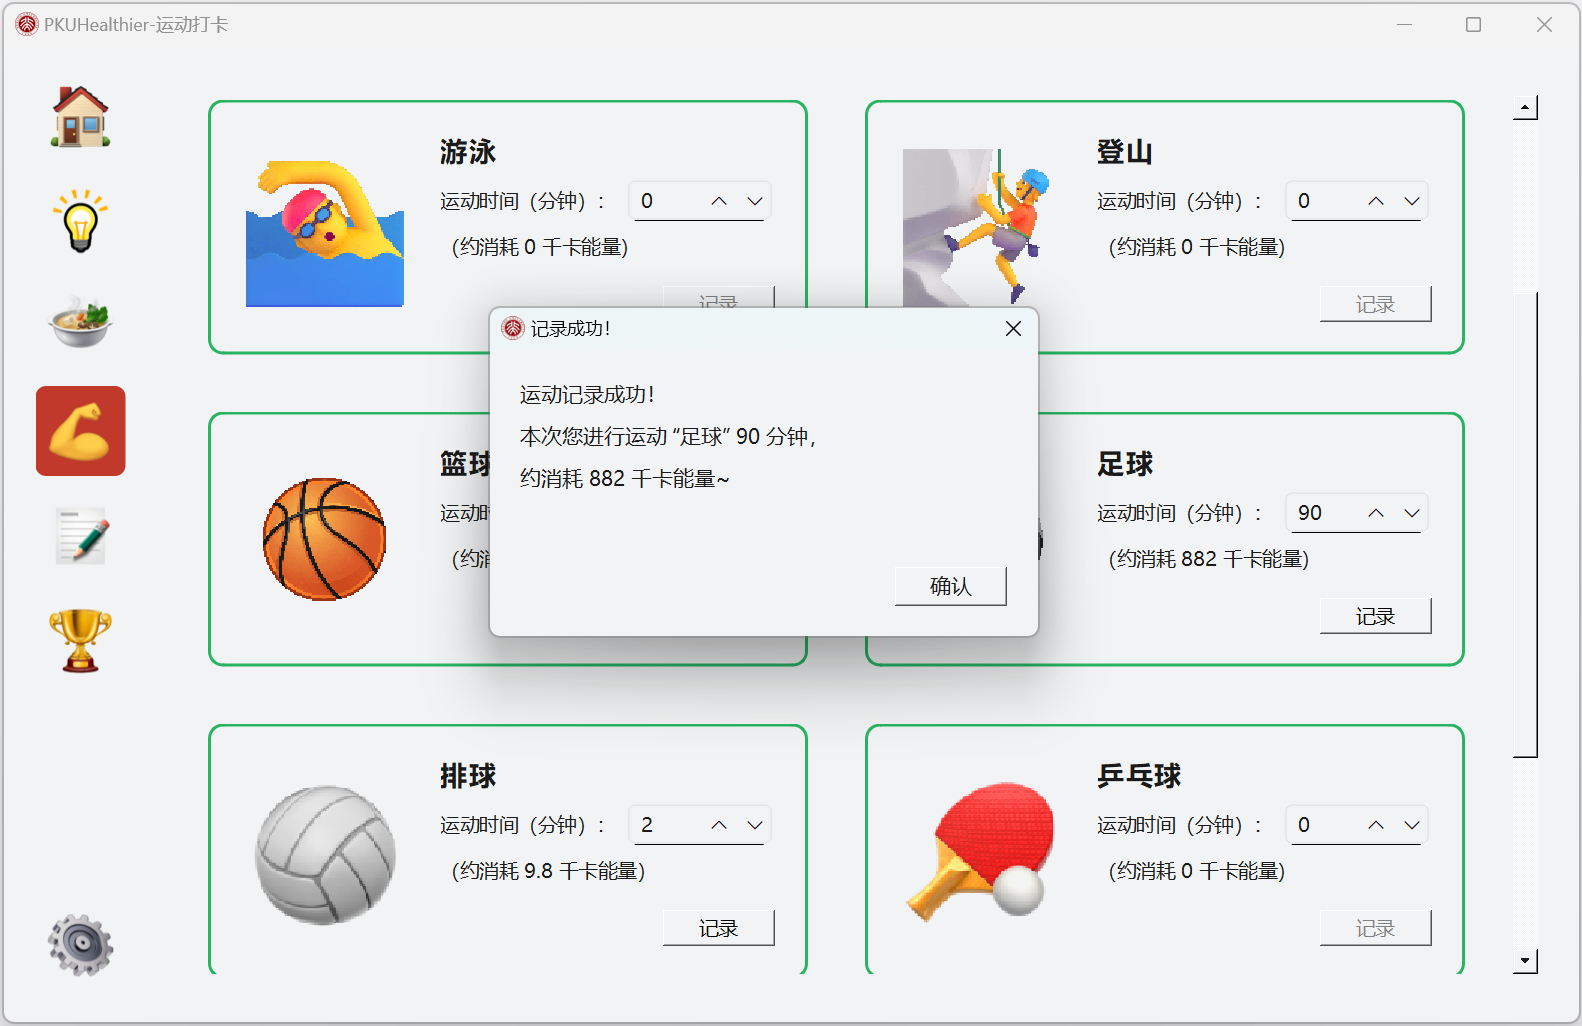 PKUHealthier-运动打卡
游泳
运动时间（分钟）： 0
(约消耗 0 千卡能量)
记录
登山
运动时间（分钟）： 0
(约消耗 0 千卡能量)
记录
记录成功！
运动记录成功！
本次您进行运动 “足球” 90 分钟，
约消耗 882 千卡能量~
确认
篮球
运动时
(约消
足球
运动时间（分钟）： 90
(约消耗 882 千卡能量)
记录
排球
运动时间（分钟）： 2
(约消耗 9.8 千卡能量)
记录
乒乓球
运动时间（分钟）： 0
(约消耗 0 千卡能量)
记录